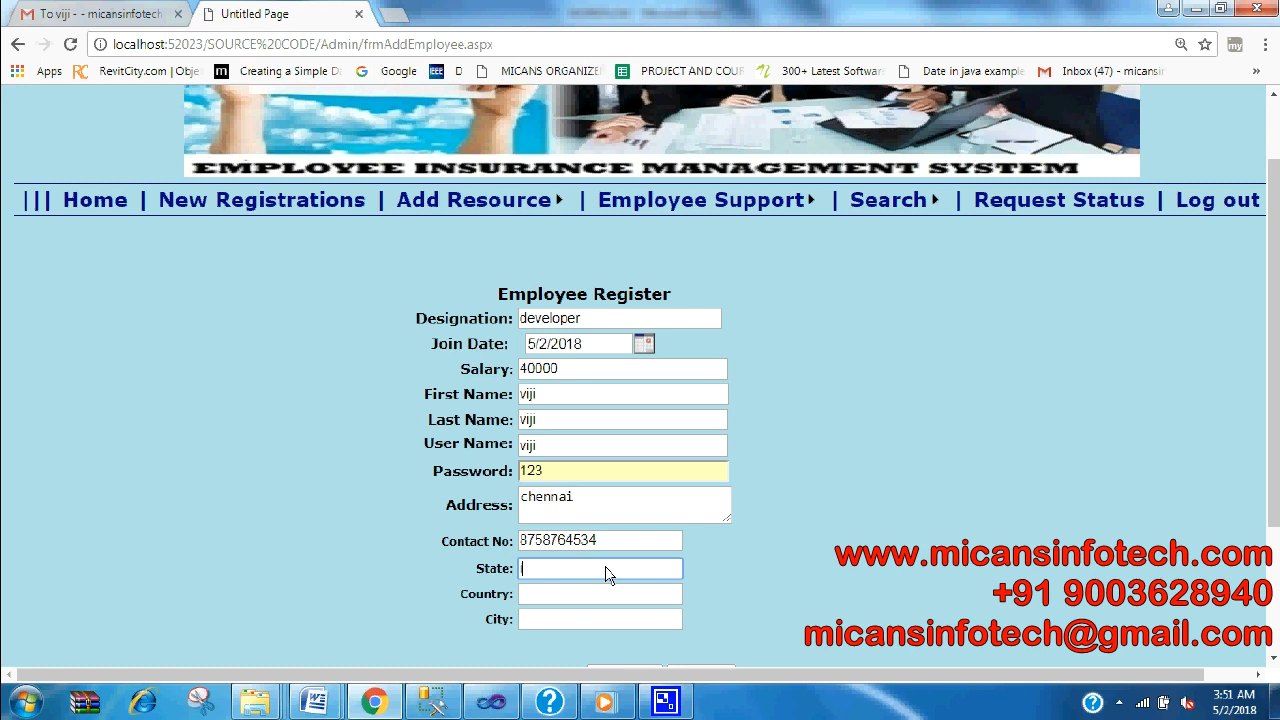 To viji - - micansinfotech
Untitled Page
localhost:52023/SOURCE%20CODE/Admin/frmAddEmployee.aspx
Apps
RevitCity.com | Obje
Creating a Simple D
Google
IEEE D
MICANS ORGANIZER
PROJECT AND COUR
300+ Latest Softwar
Date in java example
Inbox (47) - micansin
»
EMPLOYEE INSURANCE MANAGEMENT SYSTEM
||| Home | New Registrations | Add Resource | Employee Support | Search | Request Status | Log out
Employee Register
Designation: developer
Join Date: 5/2/2018
Salary: 40000
First Name: viji
Last Name: viji
User Name: viji
Password: 123
Address: chennai
Contact No: 8758764534
State:
Country:
City:
www.micansinfotech.com
+91 9003628940
micansinfotech@gmail.com
3:51 AM
5/2/2018